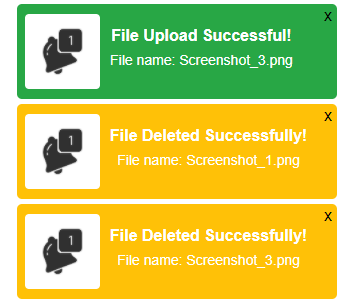 X
1
File Upload Successful!
File name: Screenshot_3.png
X
1
File Deleted Successfully!
File name: Screenshot_1.png
X
1
File Deleted Successfully!
File name: Screenshot_3.png